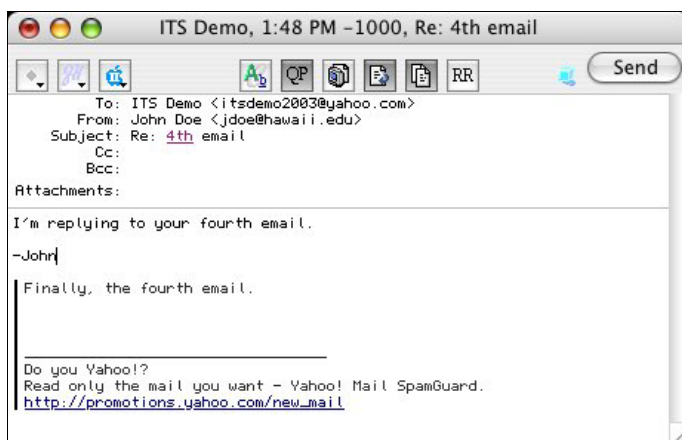 ITS Demo, 1:48 PM -1000, Re: 4th email
QP RR Send
To: ITS Demo <itsdemo2003@yahoo.com>
From: John Doe <jdoe@hawaii.edu>
Subject: Re: 4th email
Cc:
Bcc:
Attachments:
I'm replying to your fourth email.
-John
Finally, the fourth email.
Do you Yahoo!?
Read only the mail you want - Yahoo! Mail SpamGuard.
http://promotions.yahoo.com/new_mail